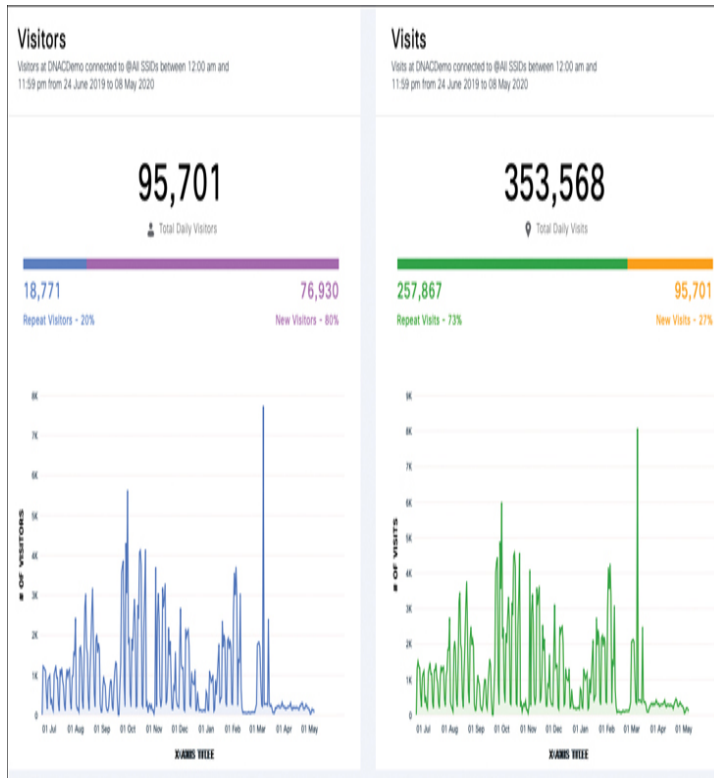 Visitors
Visitors at DNACDemo connected to @All SSIDs between 12:00 am and
11:59 pm from 24 June 2019 to 08 May 2020
95,701
Total Daily Visitors
18,771
76,930
Repeat Visitors - 20%
New Visitors - 80%
8K
7K
6K
5K
4K
3K
2K
1K
0
# OF VISITORS
01 Jul 01 Aug 01 Sep 01 Oct 01 Nov 01 Dec 01 Jan 01 Feb 01 Mar 01 Apr 01 May
X-AXIS TITLE
Visits
Visits at DNACDemo connected to @All SSIDs between 12:00 am and
11:59 pm from 24 June 2019 to 08 May 2020
353,568
Total Daily Visits
257,867
95,701
Repeat Visits - 73%
New Visits - 27%
9K
8K
7K
6K
5K
4K
3K
2K
1K
0
# OF VISITS
01 Jul 01 Aug 01 Sep 01 Oct 01 Nov 01 Dec 01 Jan 01 Feb 01 Mar 01 Apr 01 May
X-AXIS TITLE